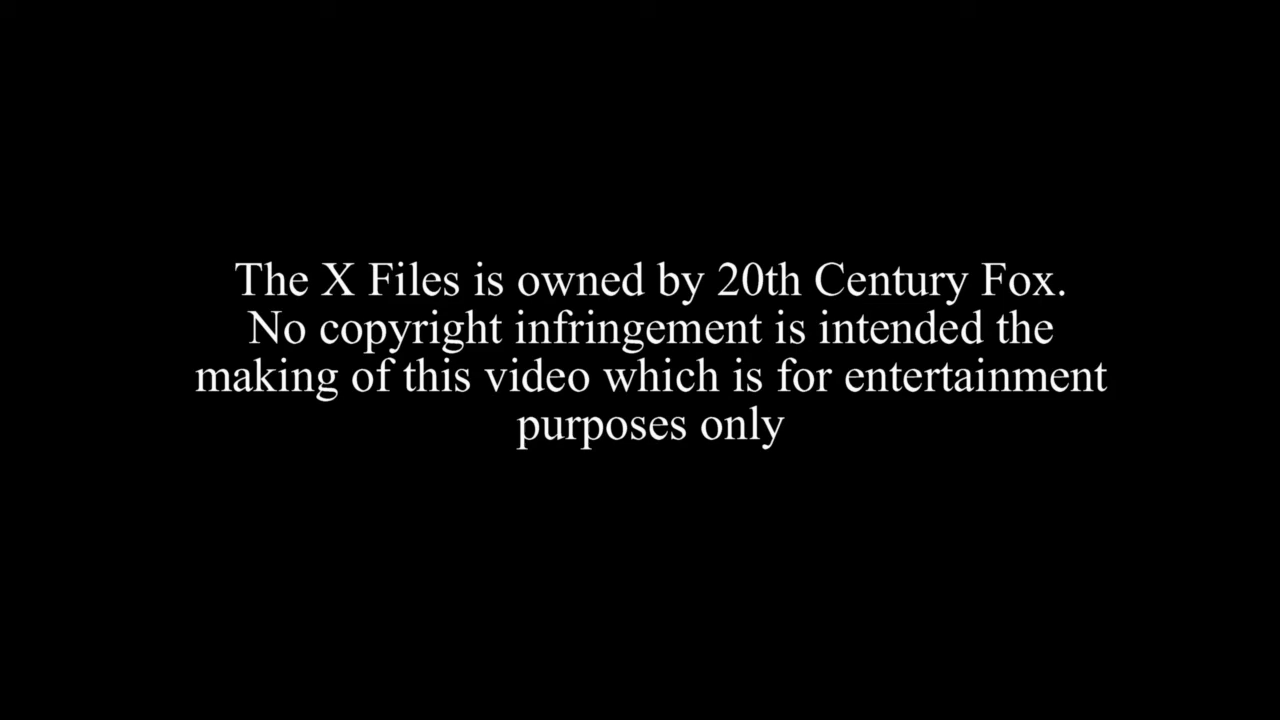 The X Files is owned by 20th Century Fox.
No copyright infringement is intended the
making of this video which is for entertainment
purposes only